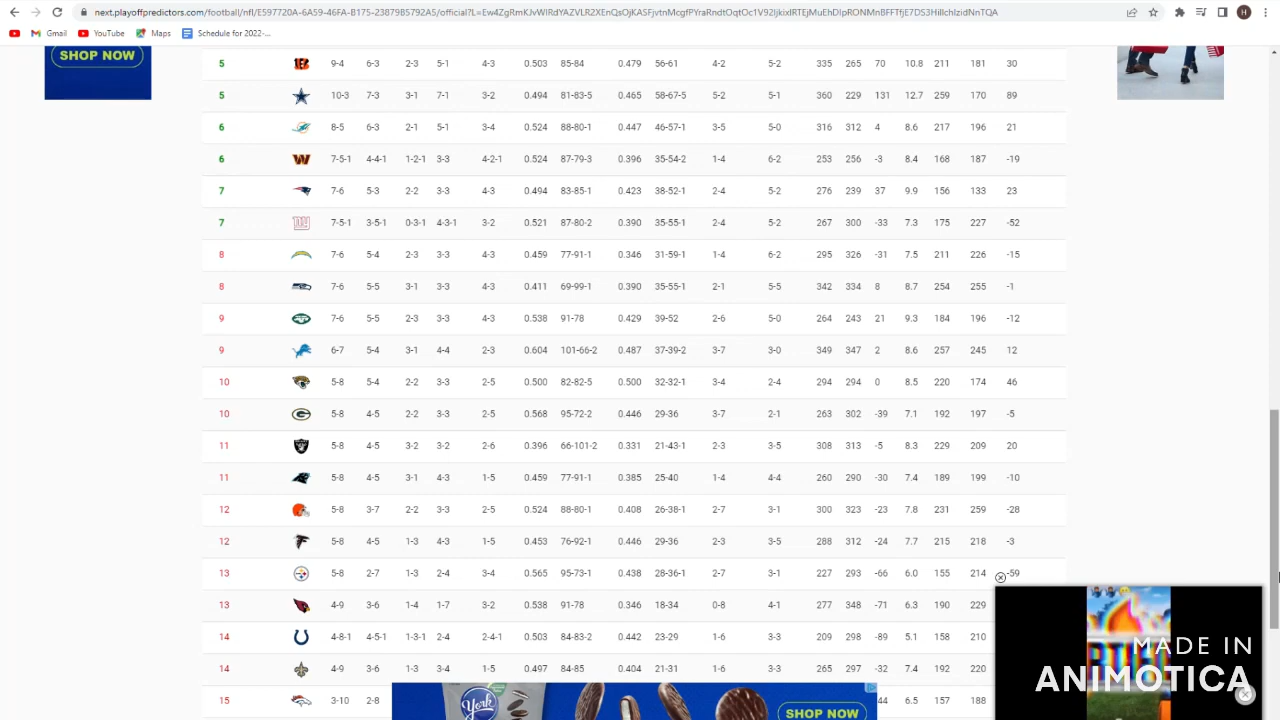 next.playoffpredictors.com/football/nfl/E597720A-6A59-46FA-B175-23879B5792A5/official?L=Ew4ZgRmKJvWIRdYAZVLR2XEnQsOjKASFjvtnMcgfPYaRretOqtOc1V92jlkixlRTEjMuEhDIpRONMnBFFTfjE7DS3HillchlzidNnTQA H
Gmail YouTube Maps Schedule for 2022-...
SHOP NOW
5 9-4 6-3 2-3 5-1 4-3 0.503 85-84 0.479 56-61 4-2 5-2 335 265 70 10.8 211 181 30
5 10-3 7-3 3-1 7-1 3-2 0.494 81-83-5 0.465 58-67-5 5-2 5-1 360 229 131 12.7 259 170 89
6 8-5 6-3 2-1 5-1 3-4 0.524 88-80-1 0.447 46-57-1 3-5 5-0 316 312 4 8.6 217 196 21
6 W 7-5-1 4-4-1 1-2-1 3-3 4-2-1 0.524 87-79-3 0.396 35-54-2 1-4 6-2 253 256 -3 8.4 168 187 -19
7 7-6 5-3 2-2 3-3 4-3 0.494 83-85-1 0.423 38-52-1 2-4 5-2 276 239 37 9.9 156 133 23
7 NY 7-5-1 3-5-1 0-3-1 4-3-1 3-2 0.521 87-80-2 0.390 35-55-1 2-4 5-2 267 300 -33 7.3 175 227 -52
8 7-6 5-4 2-3 3-3 4-3 0.459 77-91-1 0.346 31-59-1 1-4 6-2 295 326 -31 7.5 211 226 -15
8 7-6 5-5 3-1 3-3 4-3 0.411 69-99-1 0.390 35-55-1 2-1 5-5 342 334 8 8.7 254 255 -1
9 7-6 5-5 2-3 3-3 4-3 0.538 91-78 0.429 39-52 2-6 5-0 264 243 21 9.3 184 196 -12
9 6-7 5-4 3-1 4-4 2-3 0.604 101-66-2 0.487 37-39-2 3-7 3-0 349 347 2 8.6 257 245 12
10 5-8 5-4 2-2 3-3 2-5 0.500 82-82-5 0.500 32-32-1 3-4 2-4 294 294 0 8.5 220 174 46
10 G 5-8 4-5 2-2 3-3 2-5 0.568 95-72-2 0.446 29-36 3-7 2-1 263 302 -39 7.1 192 197 -5
11 5-8 4-5 3-2 3-2 2-6 0.396 66-101-2 0.331 21-43-1 2-3 3-5 308 313 -5 8.3 229 209 20
11 5-8 4-5 3-1 4-3 1-5 0.459 77-91-1 0.385 25-40 1-4 4-4 260 290 -30 7.4 189 199 -10
12 5-8 3-7 2-2 3-3 2-5 0.524 88-80-1 0.408 26-38-1 2-7 3-1 300 323 -23 7.8 231 259 -28
12 5-8 4-5 1-3 4-3 1-5 0.453 76-92-1 0.446 29-36 2-3 3-5 288 312 -24 7.7 215 218 -3
13 5-8 2-7 1-3 2-4 3-4 0.565 95-73-1 0.438 28-36-1 2-7 3-1 227 293 -66 6.0 155 214 -59
13 4-9 3-6 1-4 1-7 3-2 0.538 91-78 0.346 18-34 0-8 4-1 277 348 -71 6.3 190 229
14 4-8-1 4-5-1 1-3-1 2-4 2-4-1 0.503 84-83-2 0.442 23-29 1-6 3-3 209 298 -89 5.1 158 210
14 4-9 3-6 1-3 3-4 1-5 0.497 84-85 0.404 21-31 1-6 3-3 265 297 -32 7.4 192 220
15 3-10 2-8 44 6.5 157 188
York
SHOP NOW
MADE IN
ANIMOTICA